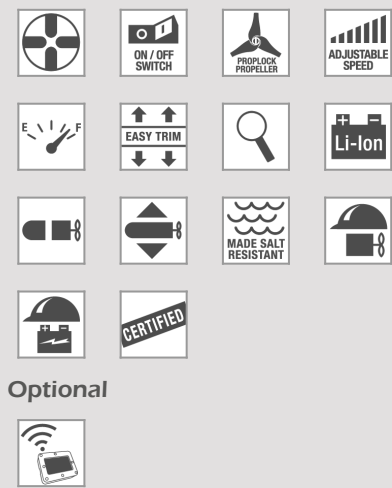 ON / OFF
SWITCH
PROPLOCK
PROPELLER
ADJUSTABLE
SPEED
E F
EASY TRIM
+ −
Li-Ion
MADE SALT
RESISTANT
+ −
CERTIFIED
Optional